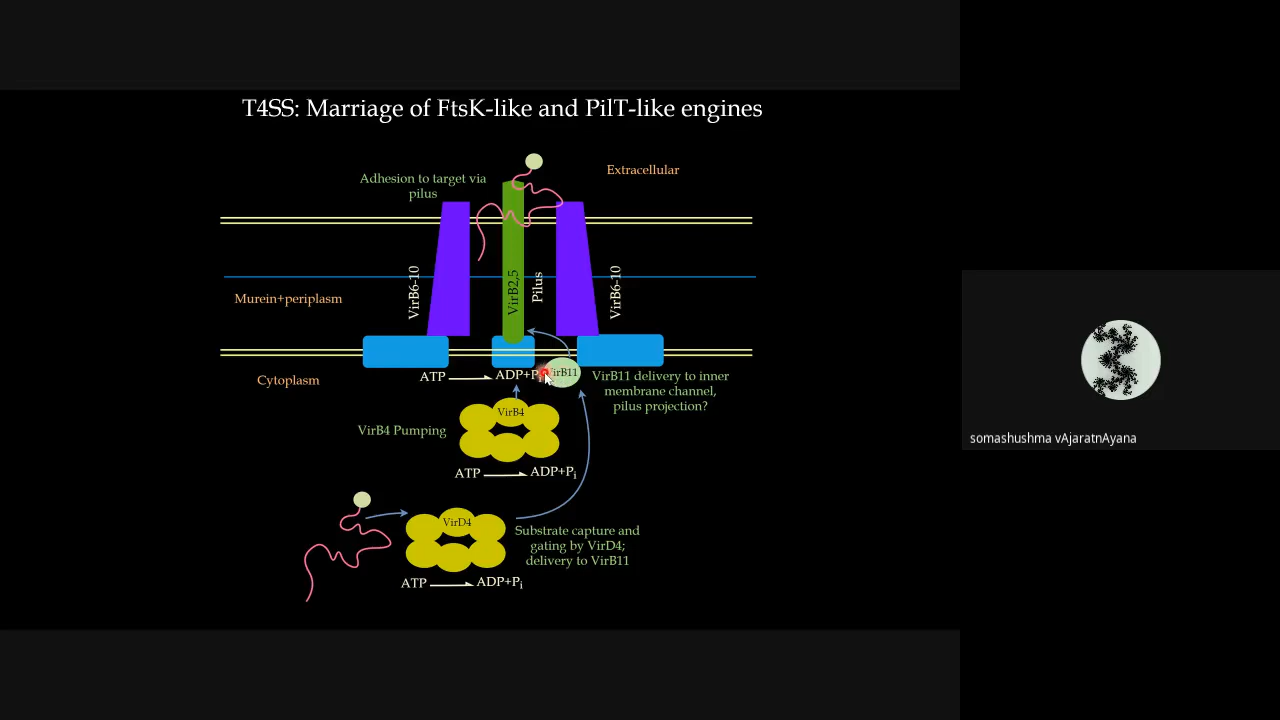 T4SS: Marriage of FtsK-like and PilT-like engines
Extracellular
Adhesion to target via
pilus
VirB6-10
VirB2,5
Pilus
VirB6-10
Murein+periplasm
Cytoplasm
ATP
ADP+Pi
VirB11
VirB11 delivery to inner
membrane channel,
pilus projection?
VirB4
VirB4 Pumping
ATP
ADP+Pi
VirD4
Substrate capture and
gating by VirD4;
delivery to VirB11
ATP
ADP+Pi
somashushma vAjaratnAyana